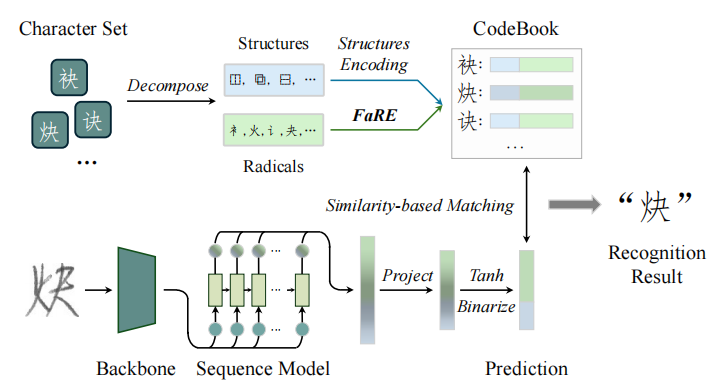 Character Set
袂
炔 诀
...
Decompose
Structures
⿰, ⿻, ⿱, ...
衤,火,讠,夬,...
Radicals
Structures
Encoding
FaRE
CodeBook
袂:
炔:
诀:
...
Similarity-based Matching
“炔”
Recognition
Result
炔
Backbone
...
...
...
Sequence Model
Project
Tanh
Binarize
Prediction